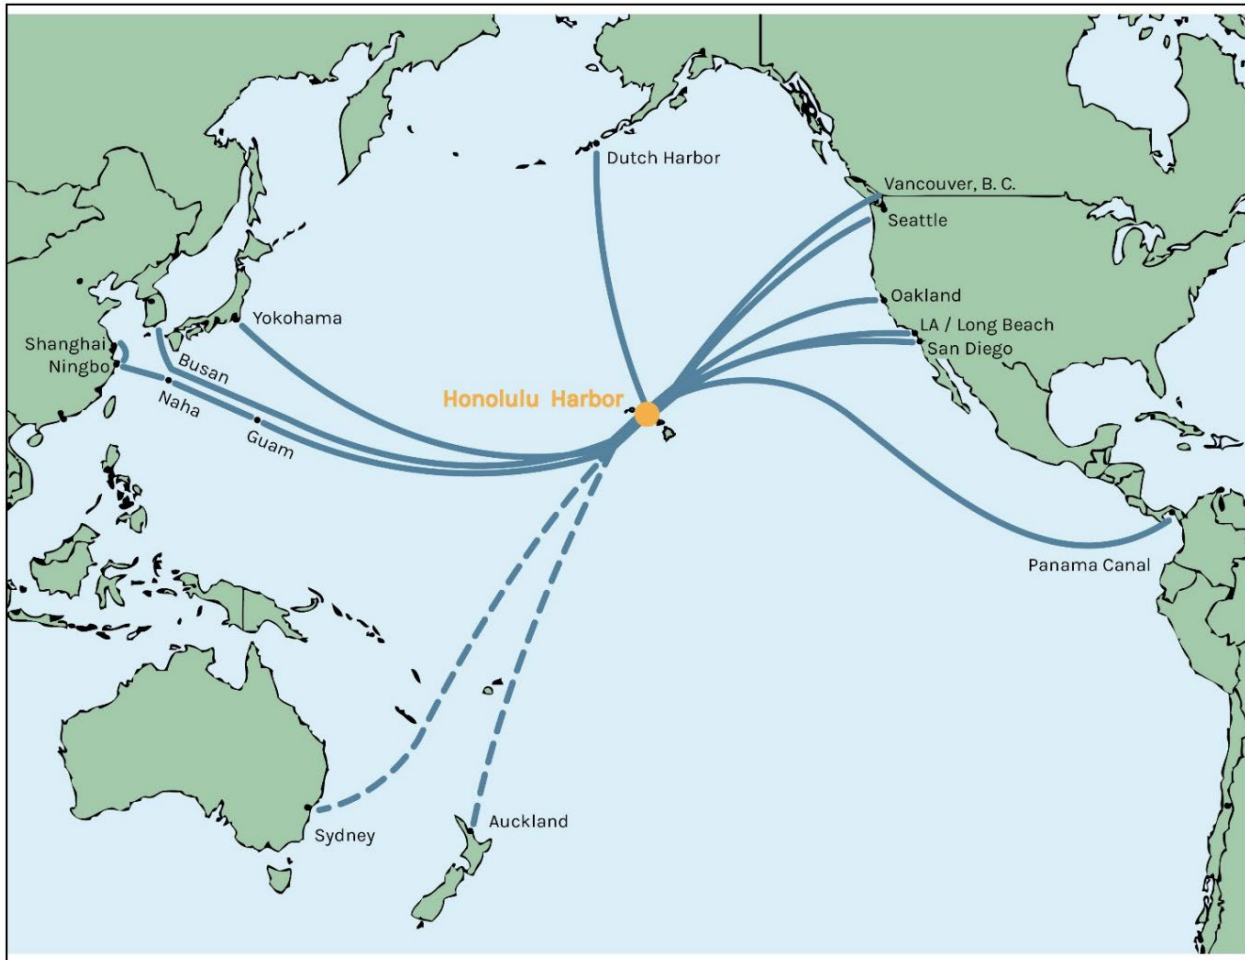 Dutch Harbor
Vancouver, B. C.
Seattle
Oakland
LA / Long Beach
San Diego
Yokohama
Shanghai
Ningbo
Busan
Naha
Guam
Honolulu Harbor
Panama Canal
Auckland
Sydney